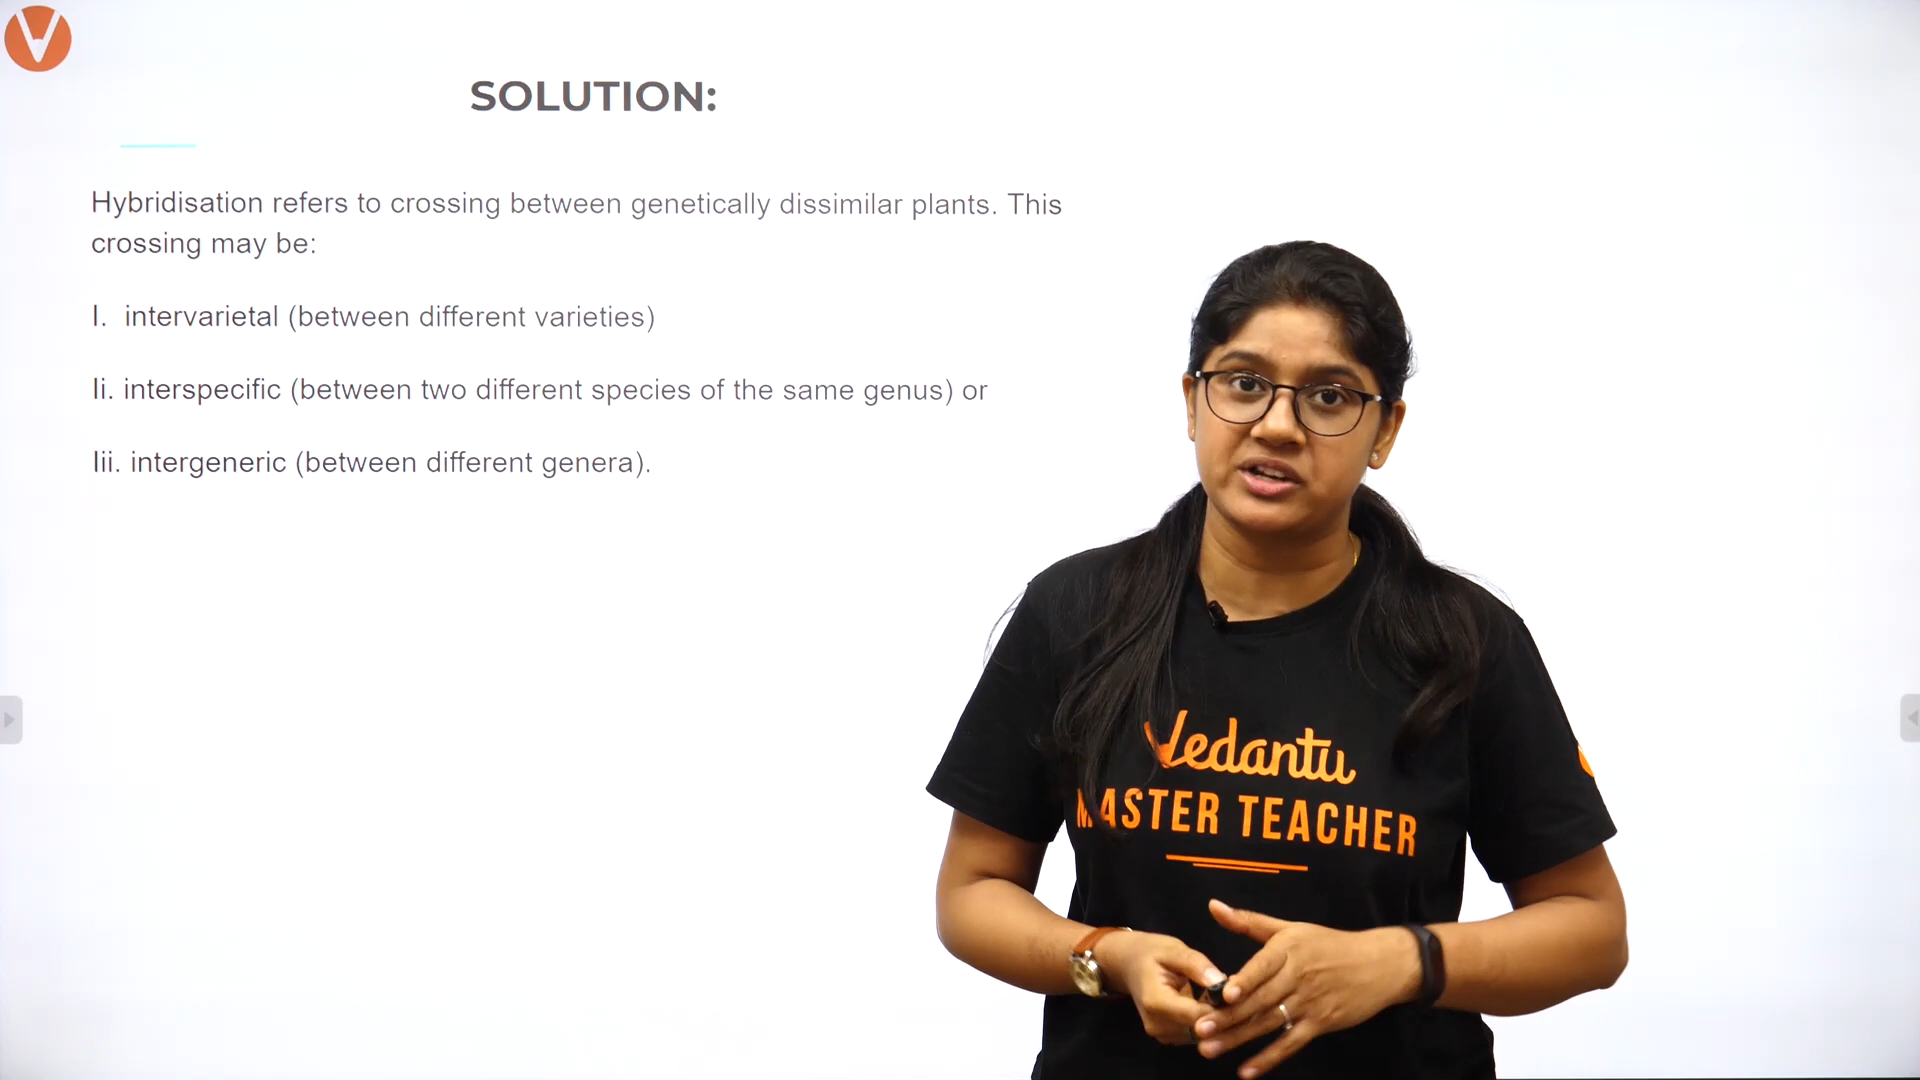 SOLUTION:
Hybridisation refers to crossing between genetically dissimilar plants. This
crossing may be:
I. intervarietal (between different varieties)
Ii. interspecific (between two different species of the same genus) or
Iii. intergeneric (between different genera).
Vedantu
MASTER TEACHER